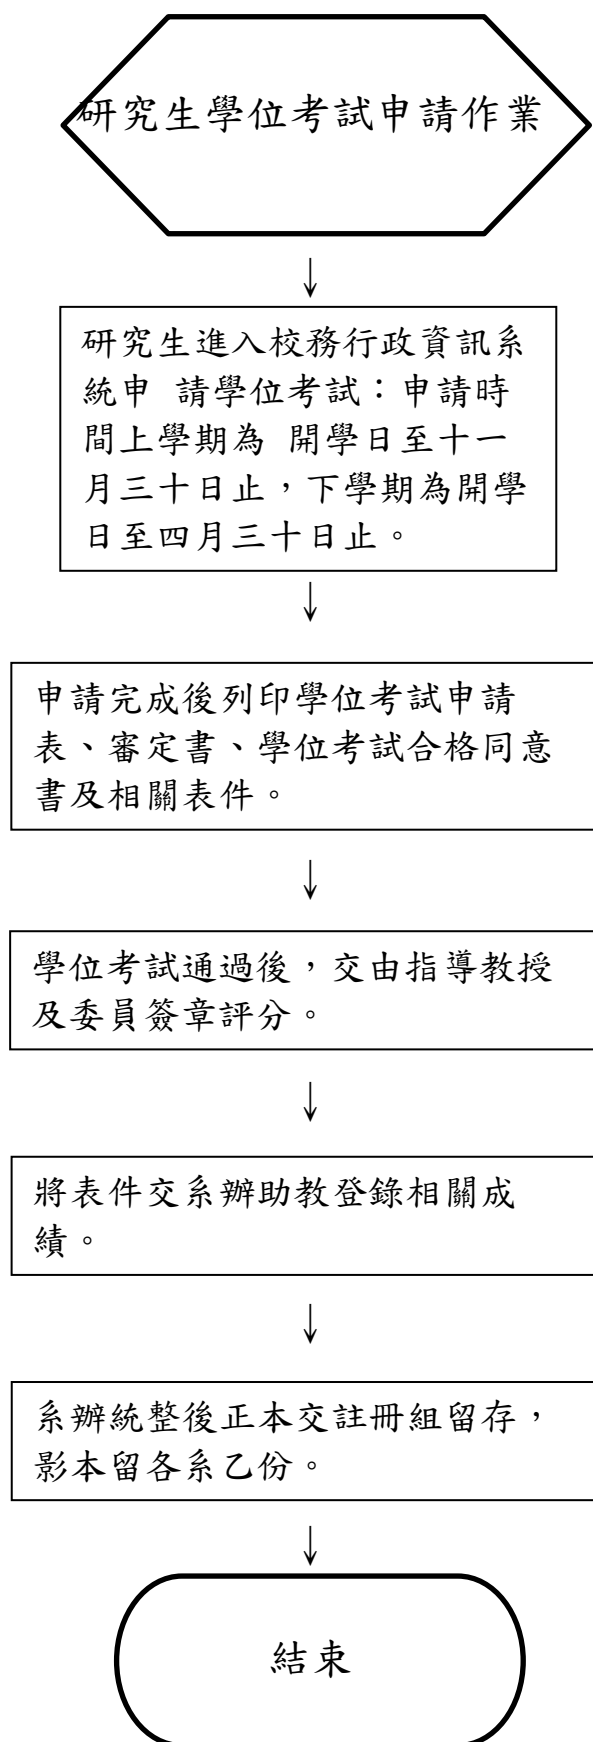 研究生學位考試申請作業
↓
研究生進入校務行政資訊系
統申 請學位考試：申請時
間上學期為 開學日至十一
月三十日止，下學期為開學
日至四月三十日止。
↓
申請完成後列印學位考試申請
表、審定書、學位考試合格同意
書及相關表件。
↓
學位考試通過後，交由指導教授
及委員簽章評分。
↓
將表件交系辦助教登錄相關成
績。
↓
系辦統整後正本交註冊組留存，
影本留各系乙份。
↓
結束